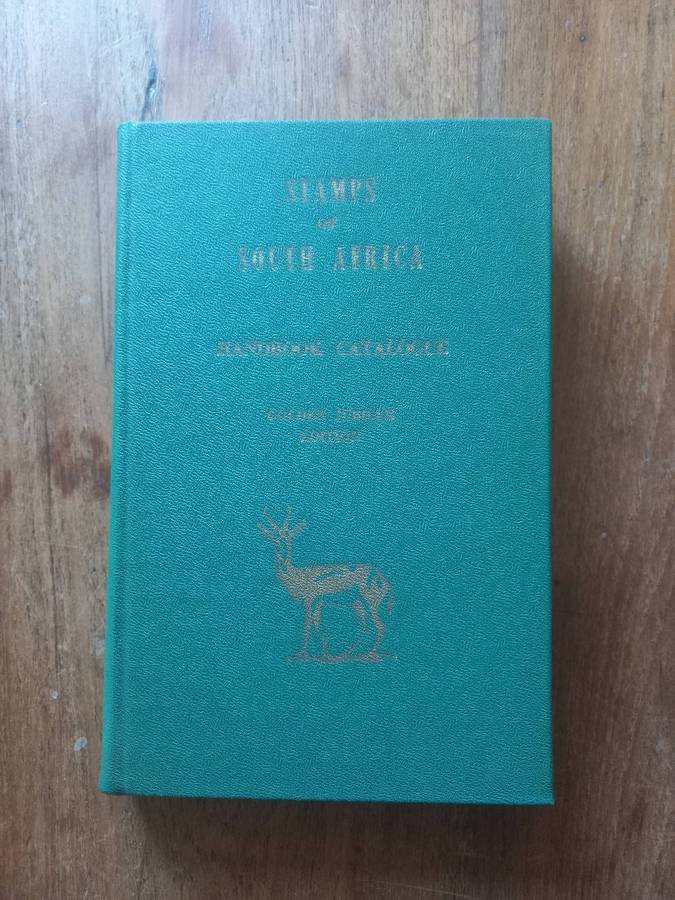 STAMPS
OF
SOUTH AFRICA
HANDBOOK CATALOGUE
GOLDEN JUBILEE
EDITION